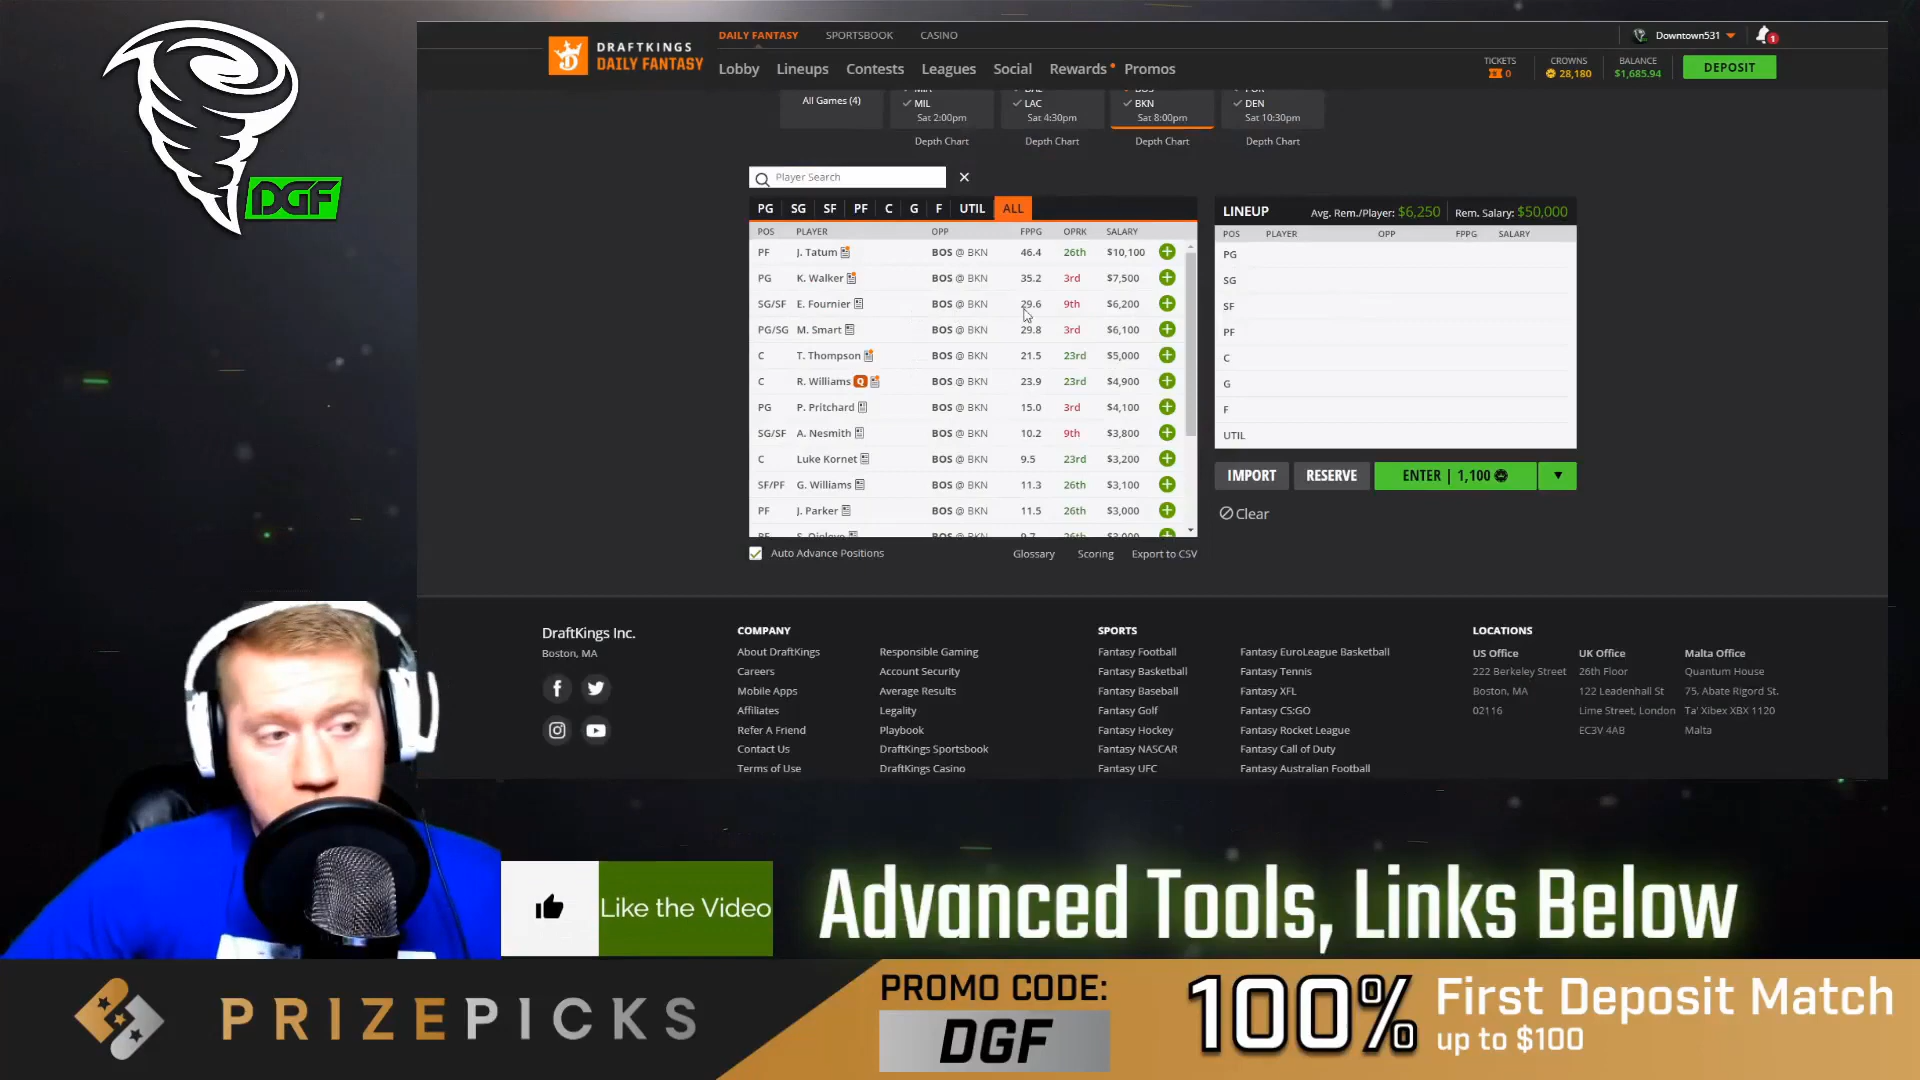 DGF
DRAFTKINGS
DAILY FANTASY
DAILY FANTASY SPORTSBOOK CASINO
Downtown531
1
Lobby Lineups Contests Leagues Social Rewards Promos
TICKETS
0
CROWNS
28,180
BALANCE
$1,685.94
DEPOSIT
All Games (4)
MIL
Sat 2:00pm
LAC
Sat 4:30pm
BKN
Sat 8:00pm
DEN
Sat 10:30pm
Depth Chart Depth Chart Depth Chart Depth Chart
Player Search
PG SG SF PF C G F UTIL ALL
POS PLAYER OPP FPPG OPRK SALARY
PF J. Tatum BOS @ BKN 46.4 26th $10,100
PG K. Walker BOS @ BKN 35.2 3rd $7,500
SG/SF E. Fournier BOS @ BKN 29.6 9th $6,200
PG/SG M. Smart BOS @ BKN 29.8 3rd $6,100
C T. Thompson BOS @ BKN 21.5 23rd $5,000
C R. Williams Q BOS @ BKN 23.9 23rd $4,900
PG P. Pritchard BOS @ BKN 15.0 3rd $4,100
SG/SF A. Nesmith BOS @ BKN 10.2 9th $3,800
C Luke Kornet BOS @ BKN 9.5 23rd $3,200
SF/PF G. Williams BOS @ BKN 11.3 26th $3,100
PF J. Parker BOS @ BKN 11.5 26th $3,000
Auto Advance Positions Glossary Scoring Export to CSV
LINEUP Avg. Rem./Player: $6,250 Rem. Salary: $50,000
POS PLAYER OPP FPPG SALARY
PG
SG
SF
PF
C
G
F
UTIL
IMPORT RESERVE ENTER | 1,100
Clear
DraftKings Inc.
Boston, MA
COMPANY
About DraftKings
Careers
Mobile Apps
Affiliates
Refer A Friend
Contact Us
Terms of Use
Responsible Gaming
Account Security
Average Results
Legality
Playbook
DraftKings Sportsbook
DraftKings Casino
SPORTS
Fantasy Football
Fantasy Basketball
Fantasy Baseball
Fantasy Golf
Fantasy Hockey
Fantasy NASCAR
Fantasy UFC
Fantasy EuroLeague Basketball
Fantasy Tennis
Fantasy XFL
Fantasy CS:GO
Fantasy Rocket League
Fantasy Call of Duty
Fantasy Australian Football
LOCATIONS
US Office
222 Berkeley Street
Boston, MA
02116
UK Office
26th Floor
122 Leadenhall St
Lime Street, London
EC3V 4AB
Malta Office
Quantum House
75, Abate Rigord St.
Ta' Xibex XBX 1120
Malta
Like the Video
Advanced Tools, Links Below
PRIZEPICKS
PROMO CODE:
DGF
100%
First Deposit Match
up to $100